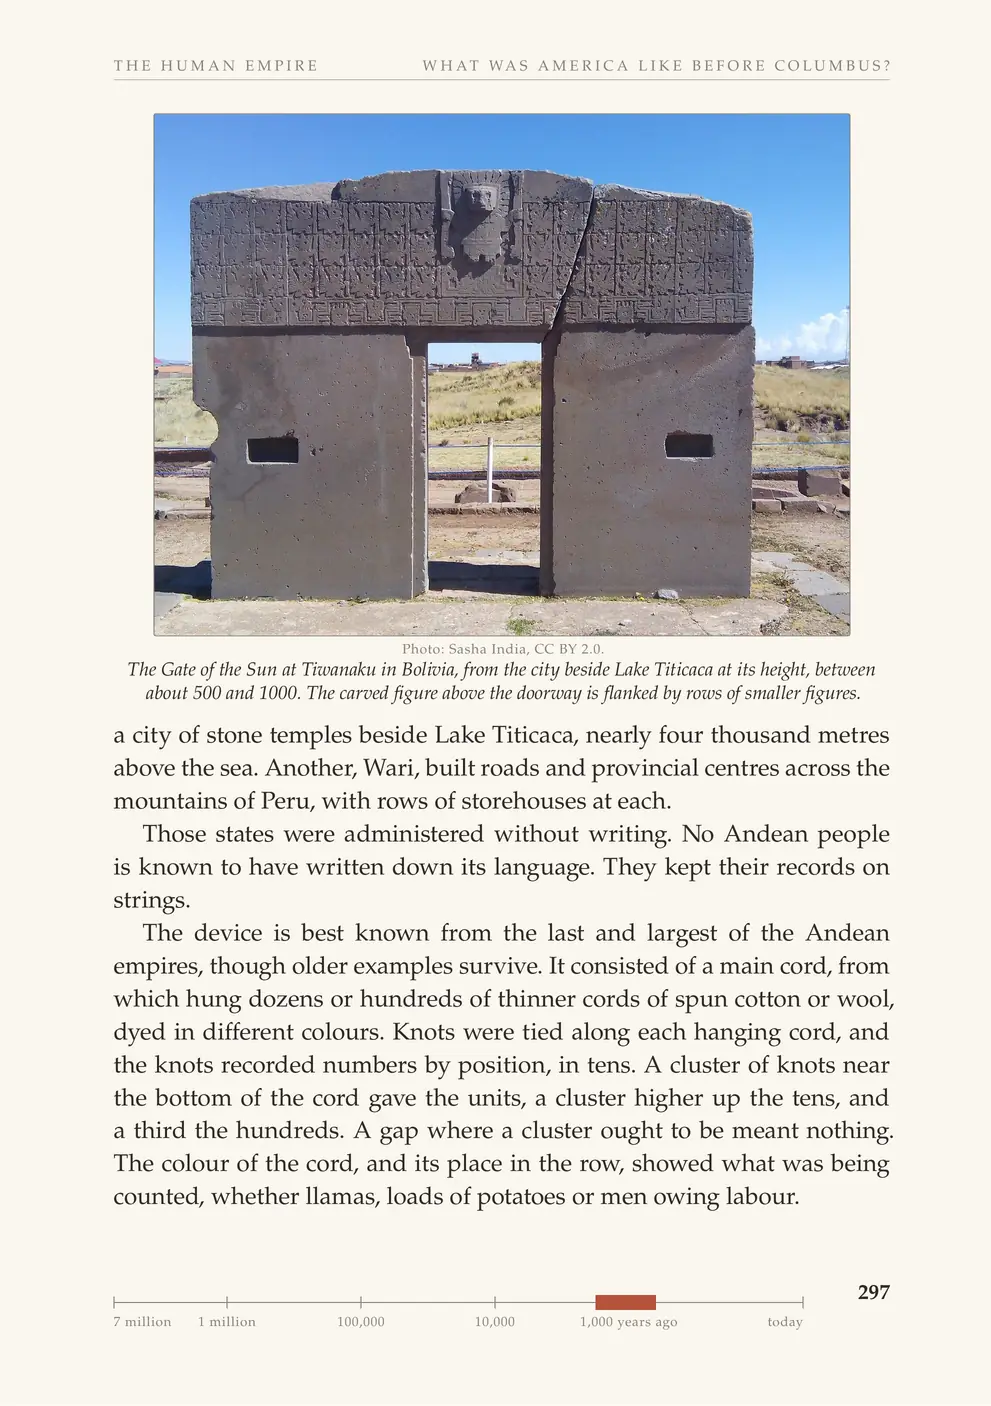 THE HUMAN EMPIRE
WHAT WAS AMERICA LIKE BEFORE COLUMBUS?
Photo: Sasha India, CC BY 2.0.
The Gate of the Sun at Tiwanaku in Bolivia, from the city beside Lake Titicaca at its height, between
about 500 and 1000. The carved figure above the doorway is flanked by rows of smaller figures.
a city of stone temples beside Lake Titicaca, nearly four thousand metres
above the sea. Another, Wari, built roads and provincial centres across the
mountains of Peru, with rows of storehouses at each.
Those states were administered without writing. No Andean people
is known to have written down its language. They kept their records on
strings.
The device is best known from the last and largest of the Andean
empires, though older examples survive. It consisted of a main cord, from
which hung dozens or hundreds of thinner cords of spun cotton or wool,
dyed in different colours. Knots were tied along each hanging cord, and
the knots recorded numbers by position, in tens. A cluster of knots near
the bottom of the cord gave the units, a cluster higher up the tens, and
a third the hundreds. A gap where a cluster ought to be meant nothing.
The colour of the cord, and its place in the row, showed what was being
counted, whether llamas, loads of potatoes or men owing labour.
297
7 million
1 million
100,000
10,000
1,000 years ago
today